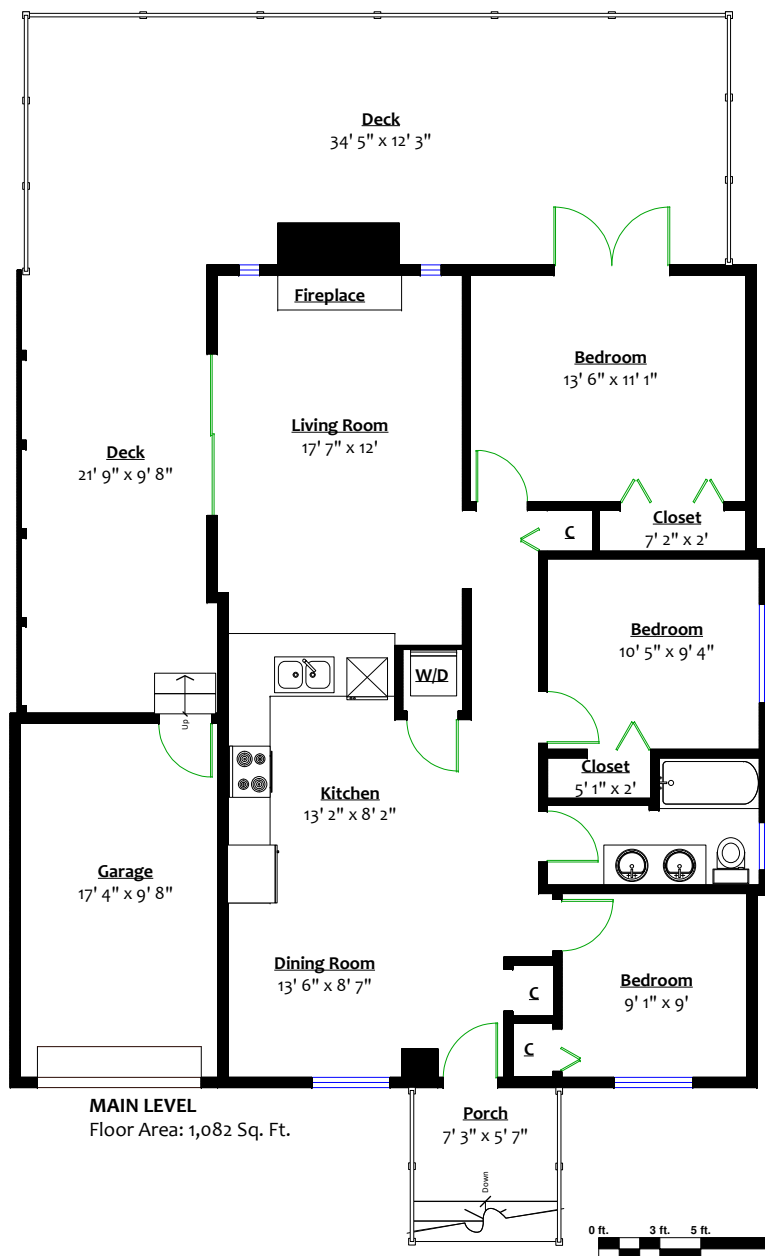 Deck
34' 5" x 12' 3"
Fireplace
Bedroom
13' 6" x 11' 1"
Living Room
17' 7" x 12'
Deck
21' 9" x 9' 8"
C
Closet
7' 2" x 2'
Bedroom
10' 5" x 9' 4"
W/D
Up
Closet
5' 1" x 2'
Kitchen
13' 2" x 8' 2"
Garage
17' 4" x 9' 8"
Dining Room
13' 6" x 8' 7"
Bedroom
9' 1" x 9'
C
C
MAIN LEVEL
Floor Area: 1,082 Sq. Ft.
Porch
7' 3" x 5' 7"
Down
0 ft. 3 ft. 5 ft.